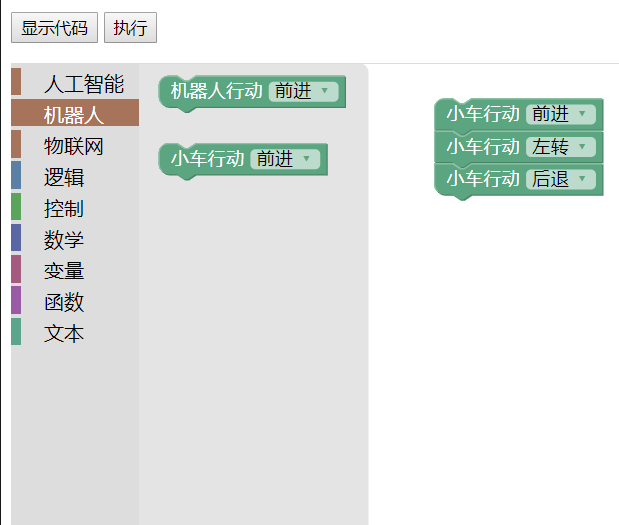 显示代码 执行
人工智能
机器人
物联网
逻辑
控制
数学
变量
函数
文本
机器人行动 前进
小车行动 前进
小车行动 前进
小车行动 左转
小车行动 后退